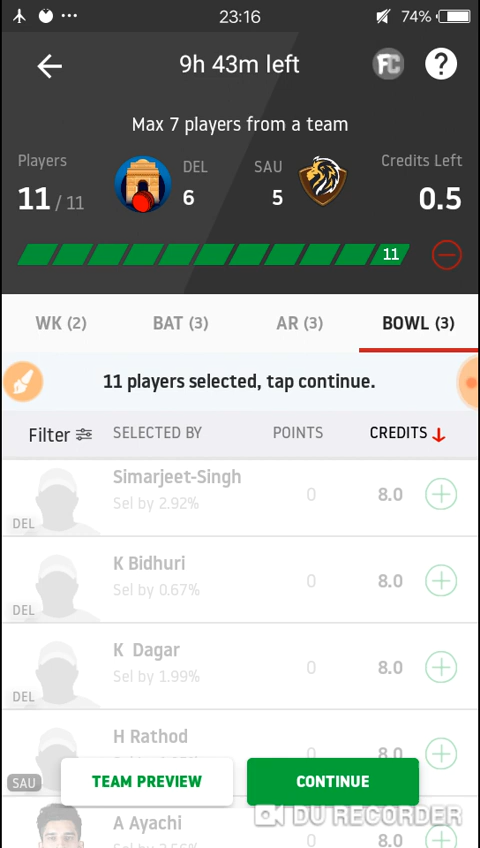 23:16
74%
9h 43m left
FC
?
Max 7 players from a team
Players
11 / 11
DEL
6
SAU
5
Credits Left
0.5
11
WK (2)
BAT (3)
AR (3)
BOWL (3)
11 players selected, tap continue.
Filter
SELECTED BY
POINTS
CREDITS
Simarjeet-Singh
Sel by 2.92%
0
8.0
DEL
K Bidhuri
Sel by 0.67%
0
8.0
DEL
K Dagar
Sel by 1.99%
0
8.0
DEL
H Rathod
0
8.0
SAU
TEAM PREVIEW
CONTINUE
DU RECORDER
A Ayachi
0
8.0